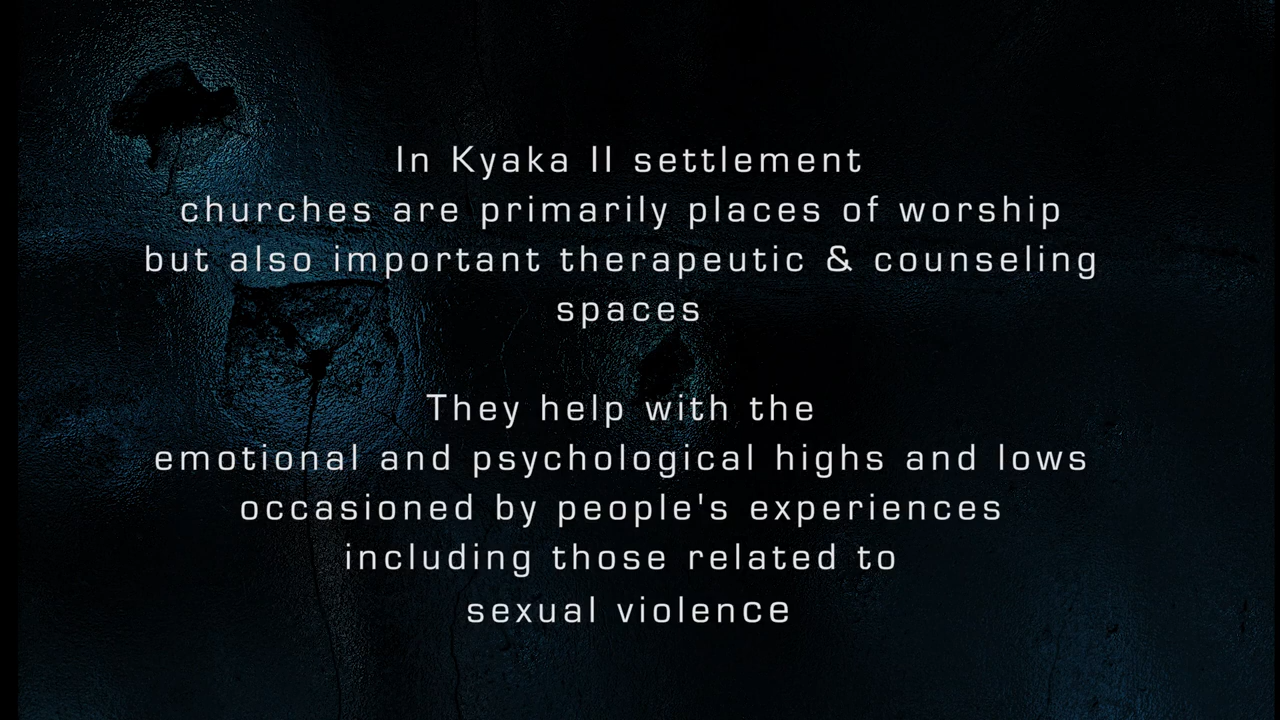 In Kyaka II settlement
churches are primarily places of worship
but also important therapeutic & counseling
spaces
They help with the
emotional and psychological highs and lows
occasioned by people's experiences
including those related to
sexual violence